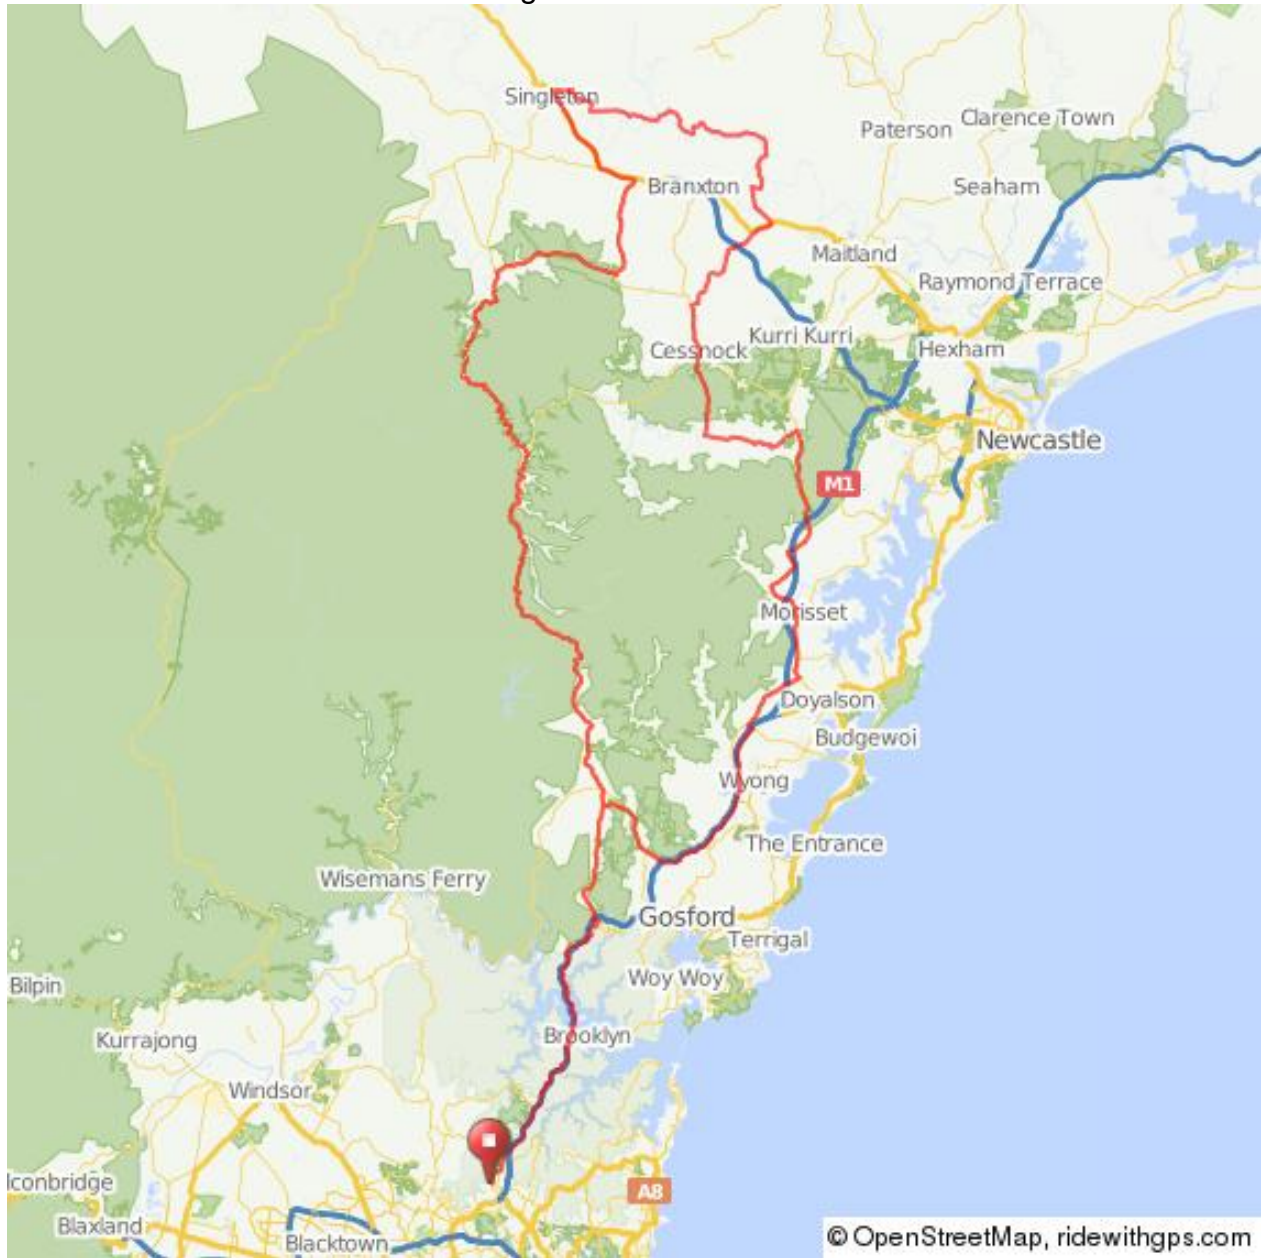 Singleton
Clarence Town
Paterson
Branxton
Seaham
Maitland
Raymond Terrace
Kurri Kurri
Cessnock
Hexham
Newcastle
M1
Morisset
Doyalson
Budgewoi
Wyong
The Entrance
Wisemans Ferry
Gosford
Terrigal
Bilpin
Woy Woy
Brooklyn
Kurrajong
Windsor
lconbridge
A8
Blaxland
Blacktown
© OpenStreetMap, ridewithgps.com